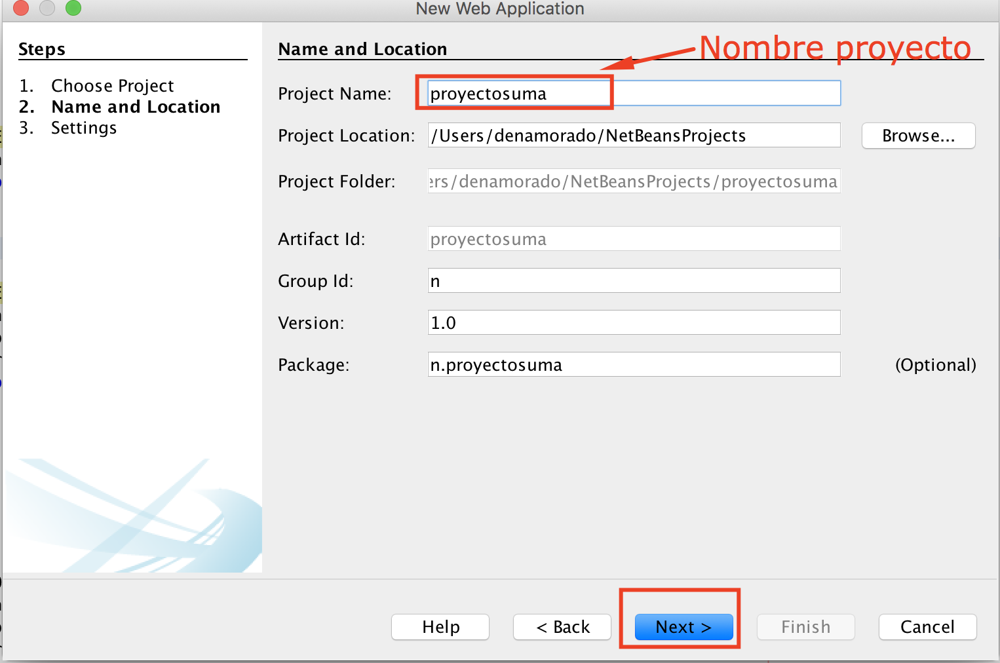 New Web Application
Steps
1. Choose Project
2. Name and Location
3. Settings
Name and Location
Nombre proyecto
Project Name: proyectosuma
Project Location: /Users/denamorado/NetBeansProjects Browse...
Project Folder: ers/denamorado/NetBeansProjects/proyectosuma
Artifact Id: proyectosuma
Group Id: n
Version: 1.0
Package: n.proyectosuma (Optional)
Help < Back Next > Finish Cancel